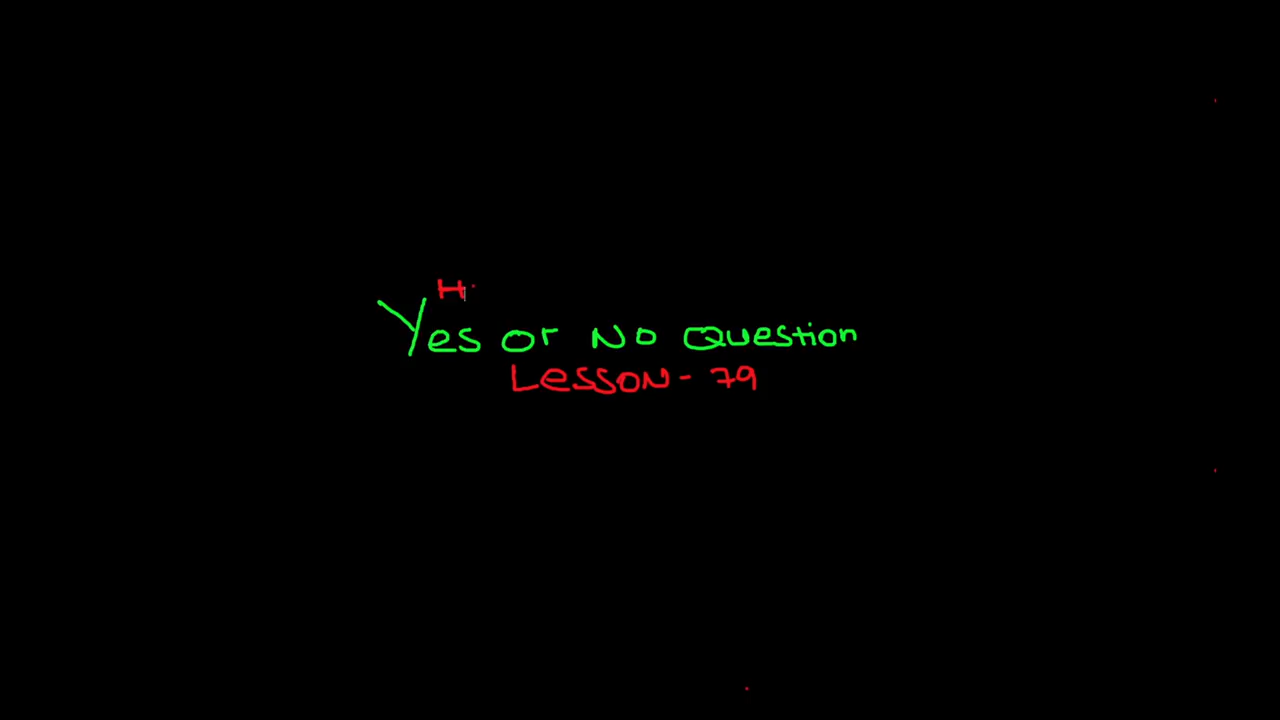 H
Yes or No Question
Lesson - 79